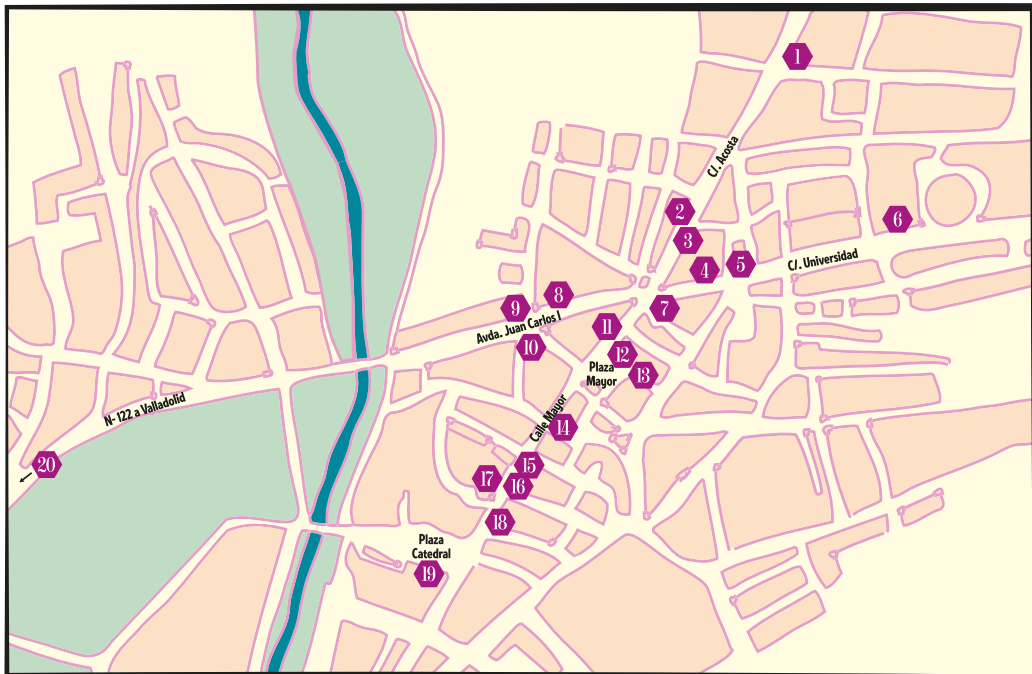 1
C/. Acosta
2
6
3
C/. Universidad
4
5
9
8
7
Avda. Juan Carlos I
11
10
12
Plaza
Mayor
13
N- 122 a Valladolid
Calle Mayor
14
20
15
17
16
18
Plaza
Catedral
19